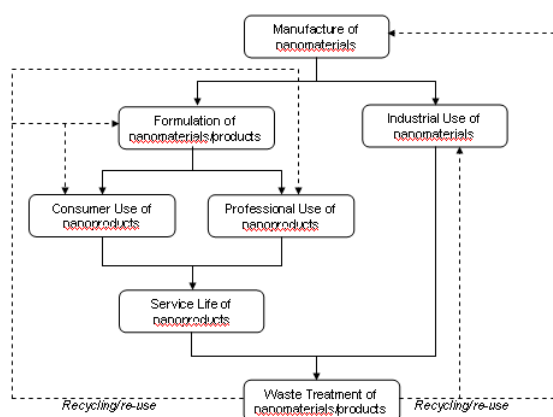 Manufacture of
nanomaterials
Formulation of
nanomaterials/products
Industrial Use of
nanomaterials
Consumer Use of
nanoproducts
Professional Use of
nanoproducts
Service Life of
nanoproducts
Waste Treatment of
nanomaterials/products
Recycling/re-use
Recycling/re-use